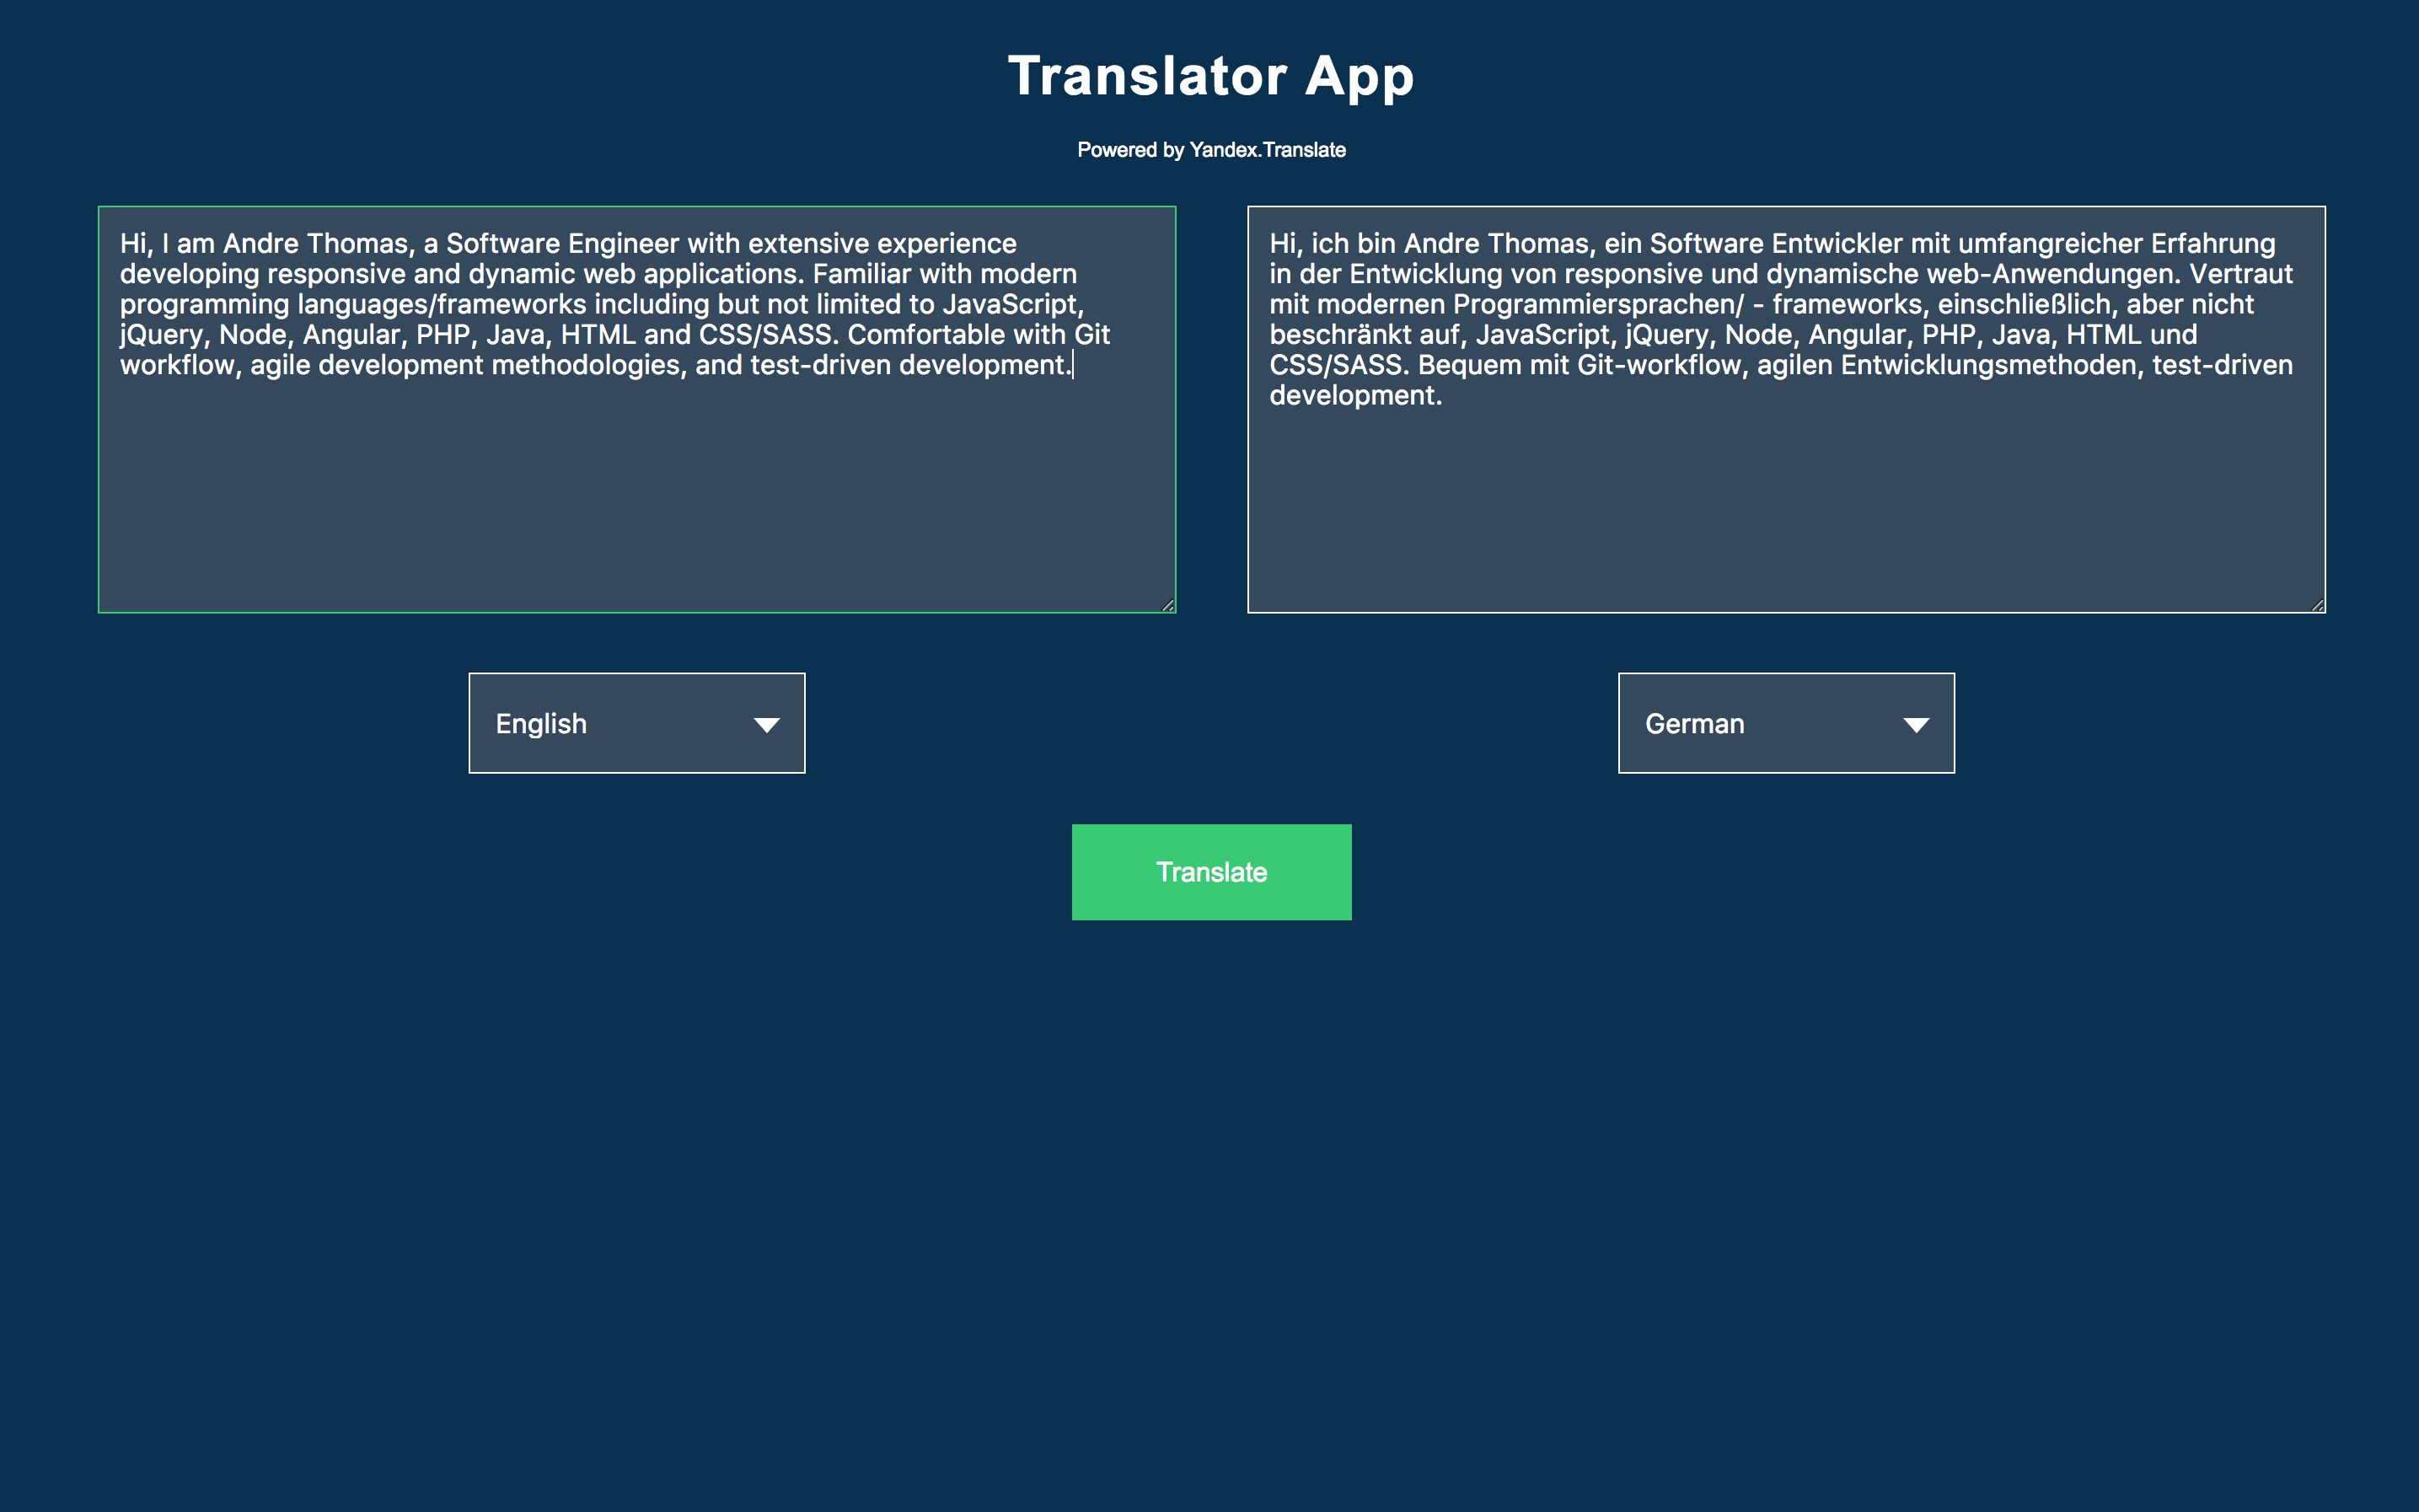 Translator App
Powered by Yandex.Translate
Hi, I am Andre Thomas, a Software Engineer with extensive experience
developing responsive and dynamic web applications. Familiar with modern
programming languages/frameworks including but not limited to JavaScript,
jQuery, Node, Angular, PHP, Java, HTML and CSS/SASS. Comfortable with Git
workflow, agile development methodologies, and test-driven development.
Hi, ich bin Andre Thomas, ein Software Entwickler mit umfangreicher Erfahrung
in der Entwicklung von responsive und dynamische web-Anwendungen. Vertraut
mit modernen Programmiersprachen/ - frameworks, einschließlich, aber nicht
beschränkt auf, JavaScript, jQuery, Node, Angular, PHP, Java, HTML und
CSS/SASS. Bequem mit Git-workflow, agilen Entwicklungsmethoden, test-driven
development.
English
German
Translate